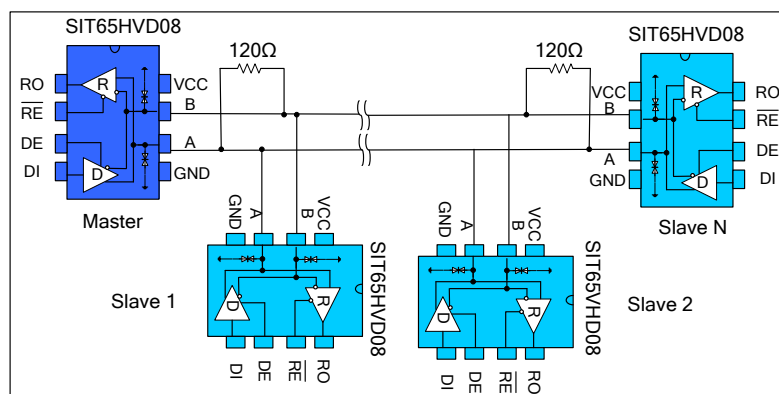 SIT65HVD08
120Ω
120Ω
SIT65HVD08
RO
VCC
RE
B
DE
A
DI
GND
Master
VCC
RO
B
RE
DE
A
GND
DI
Slave N
R
D
R
D
GND
A
B
VCC
SIT65HVD08
Slave 1
D
R
DI
DE
RE
RO
GND
A
B
VCC
SIT65VHD08
Slave 2
D
R
DI
DE
RE
RO